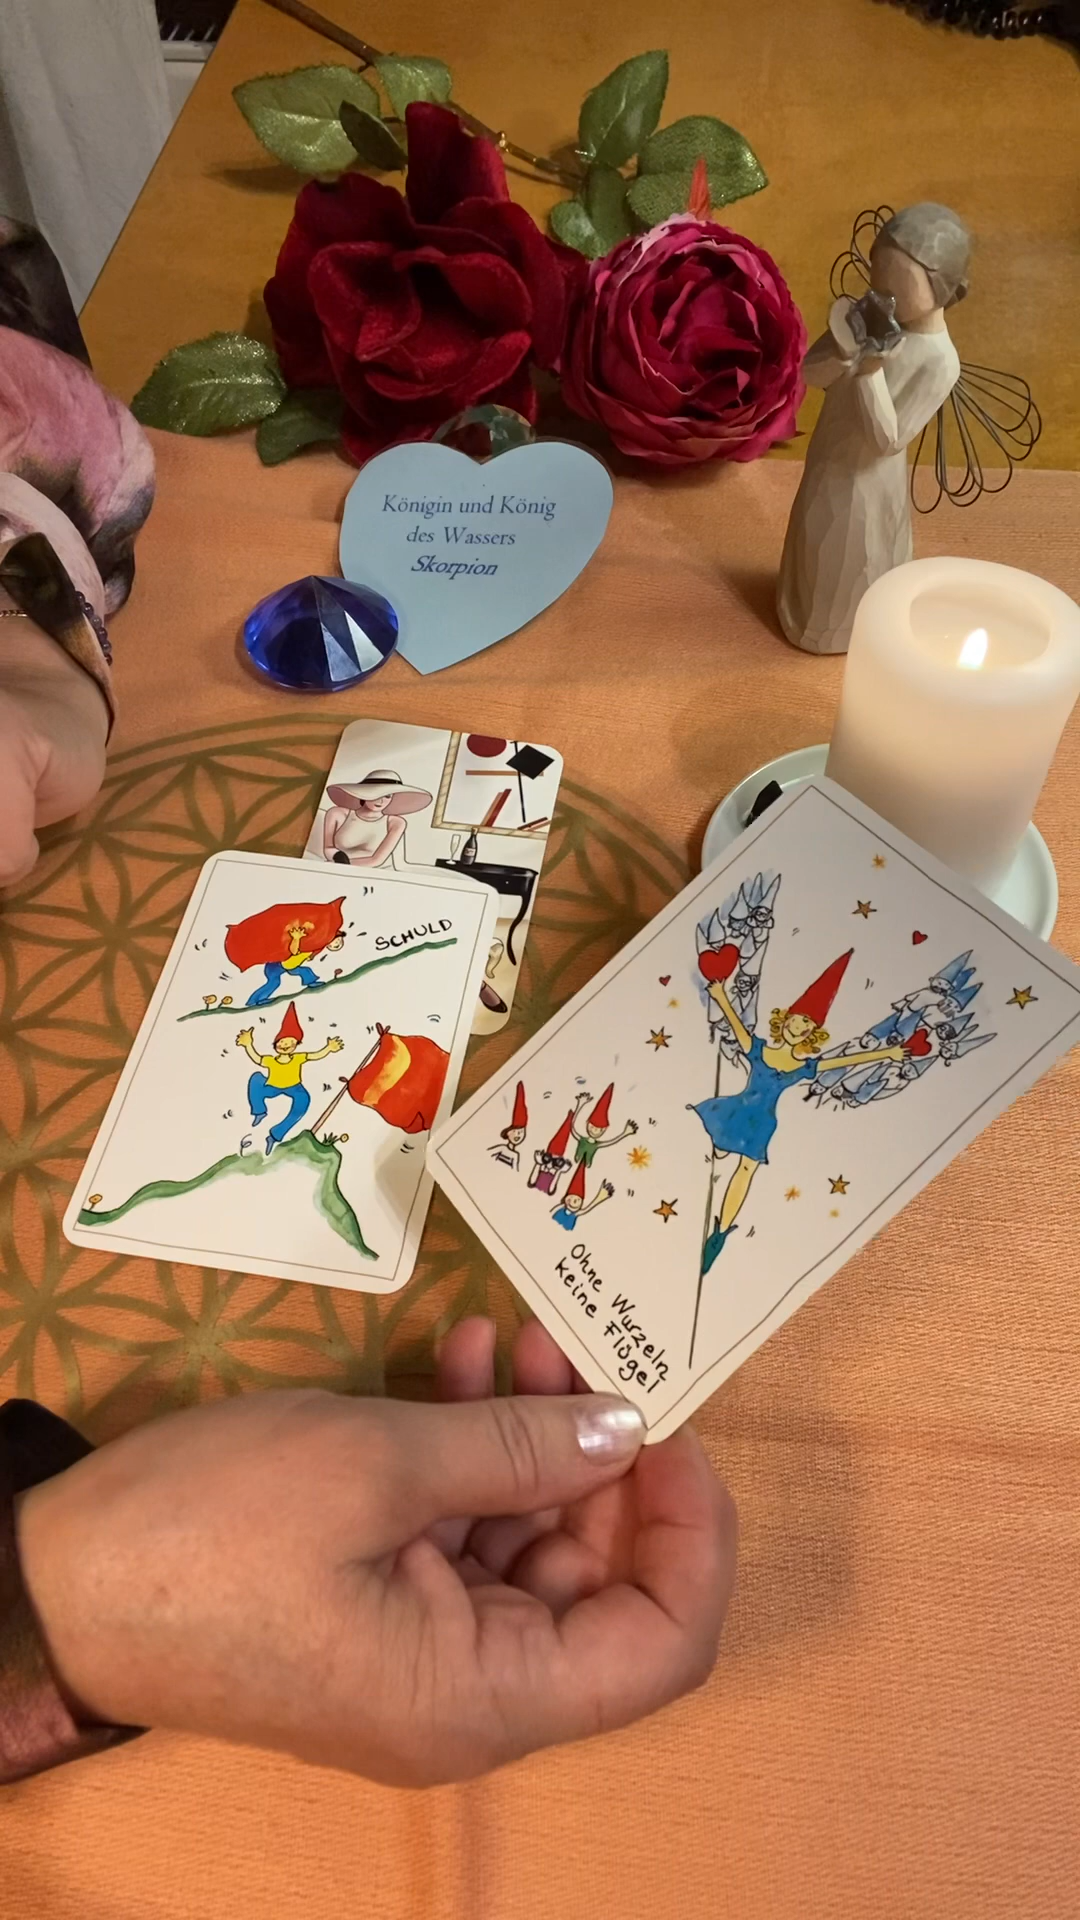 Königin und König
des Wassers
Skorpion
SCHULD
Ohne Wurzeln
keine Flügel